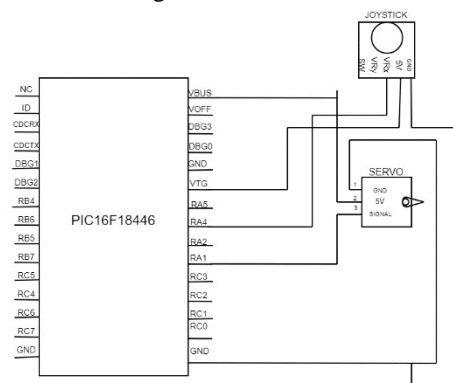 JOYSTICK
SW
VRy
VRx
5V
GND
NC
ID
CDCRX
CDCTX
DBG1
DBG2
RB4
RB6
RB5
RB7
RC5
RC4
RC6
RC7
GND
PIC16F18446
VBUS
VOFF
DBG3
DBG0
GND
VTG
RA5
RA4
RA2
RA1
RC3
RC2
RC1
RC0
GND
SERVO
1
GND
2
5V
3
SIGNAL